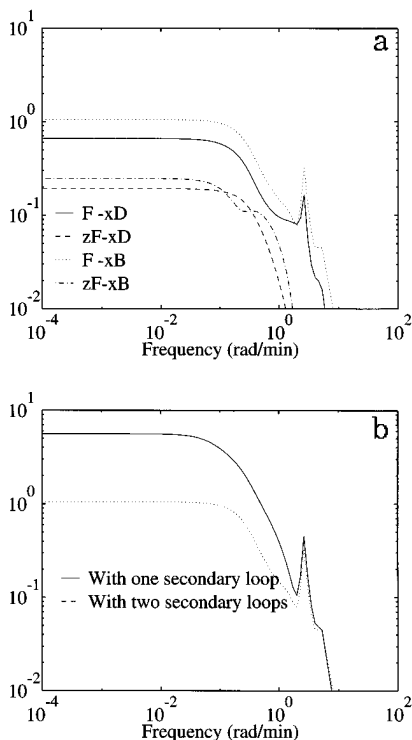 a
10^1
10^0
10^-1
10^-2
F -xD
zF-xD
F -xB
zF-xB
10^-4 10^-2 10^0 10^2
Frequency (rad/min)
b
10^1
10^0
10^-1
10^-2
With one secondary loop
With two secondary loops
10^-4 10^-2 10^0 10^2
Frequency (rad/min)